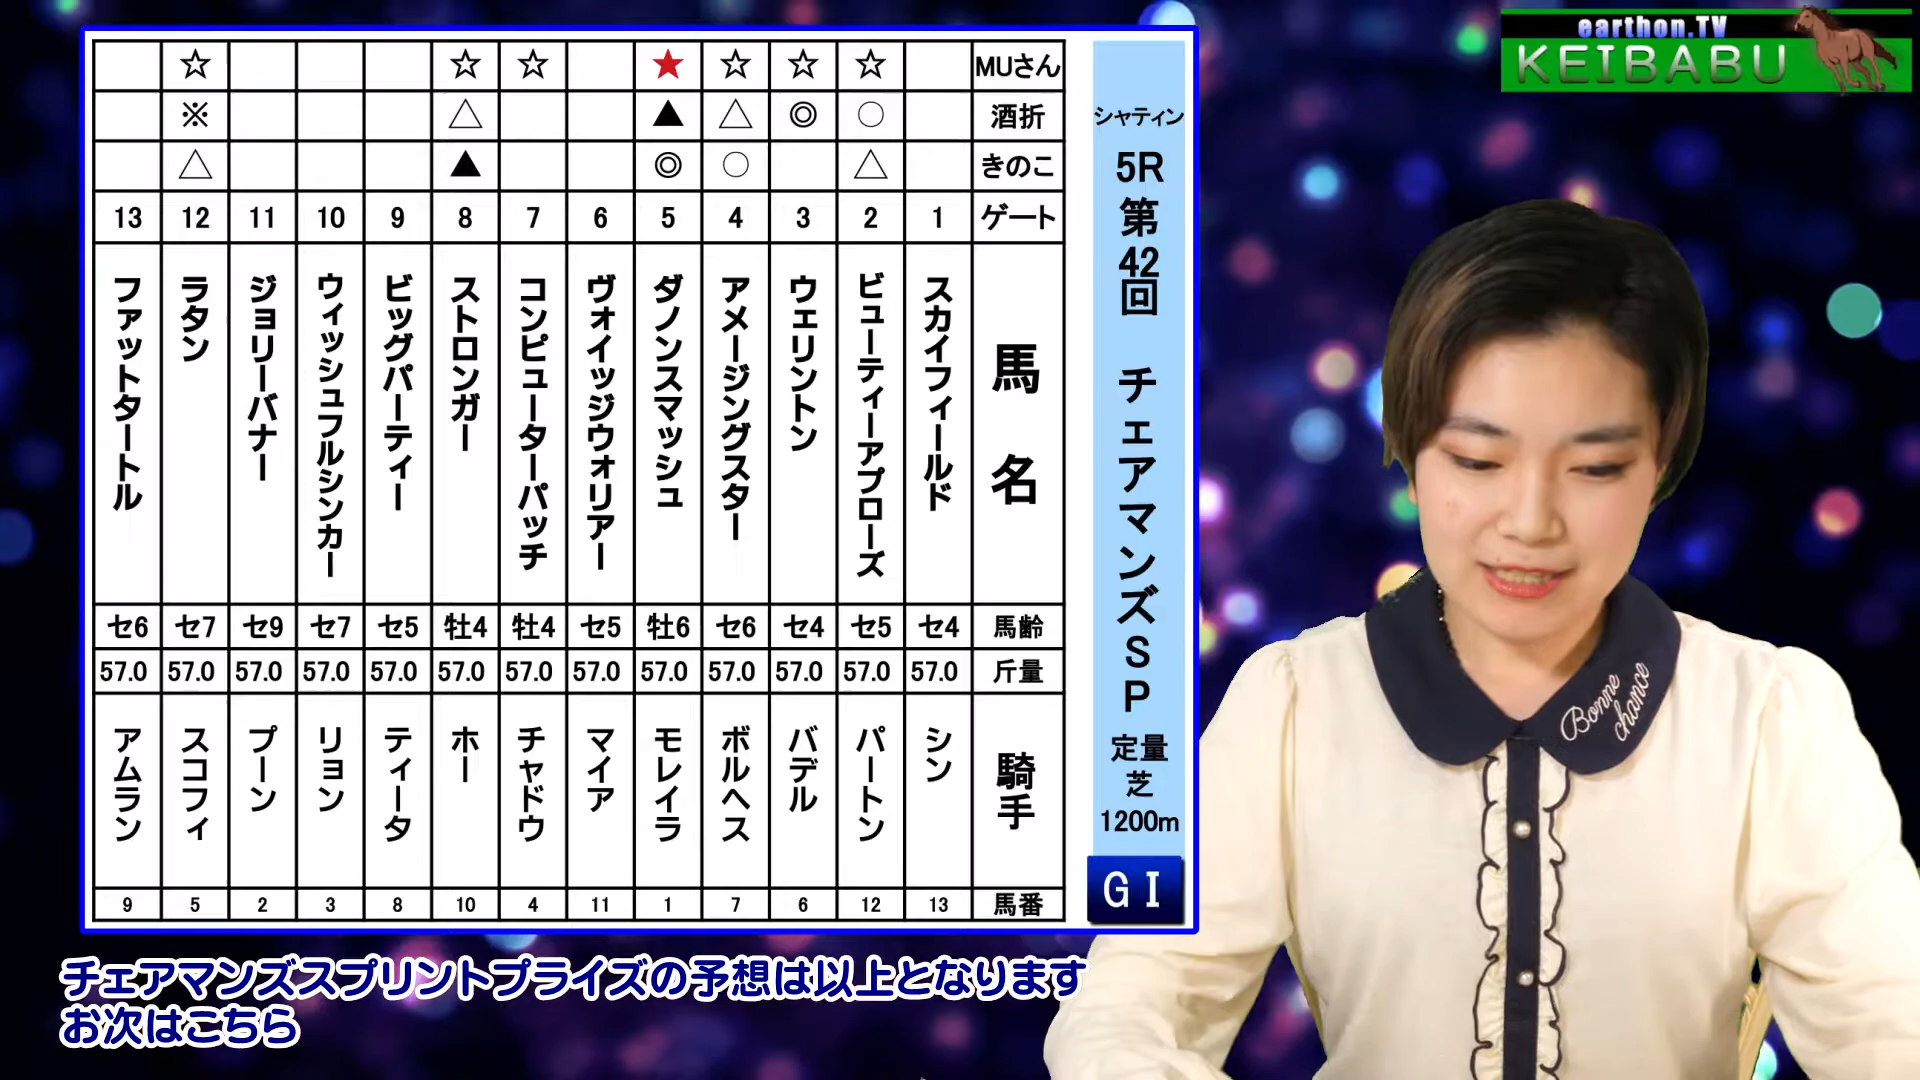 earthon.TV
KEIBABU
☆ ☆ ☆ ★ ☆ ☆ ☆ MUさん
※ △ ▲ △ ◎ ○ 酒折
△ ▲ ◎ ○ △ きのこ
13 12 11 10 9 8 7 6 5 4 3 2 1 ゲート
ファットタートル ラタン ジョリーバナー ウィッシュフルシンカー ビッグパーティー ストロンガー コンピューターパッチ ヴォイッジウォリアー ダノンスマッシュ アメージングスター ウェリントン ビューティーアプローズ スカイフィールド 馬名
セ6 セ7 セ9 セ7 セ5 牡4 牡4 セ5 牡6 セ6 セ4 セ5 セ4 馬齢
57.0 57.0 57.0 57.0 57.0 57.0 57.0 57.0 57.0 57.0 57.0 57.0 57.0 斤量
アムラン スコフィ プーン リョン ティータ ホー チャドウ マイア モレイラ ボルヘス バデル パートン シン 騎手
9 5 2 3 8 10 4 11 1 7 6 12 13 馬番
シャティン
5R
第42回 チェアマンズSP
定量
芝
1200m
GⅠ
Bonne
chance
チェアマンズスプリントプライズの予想は以上となります
お次はこちら